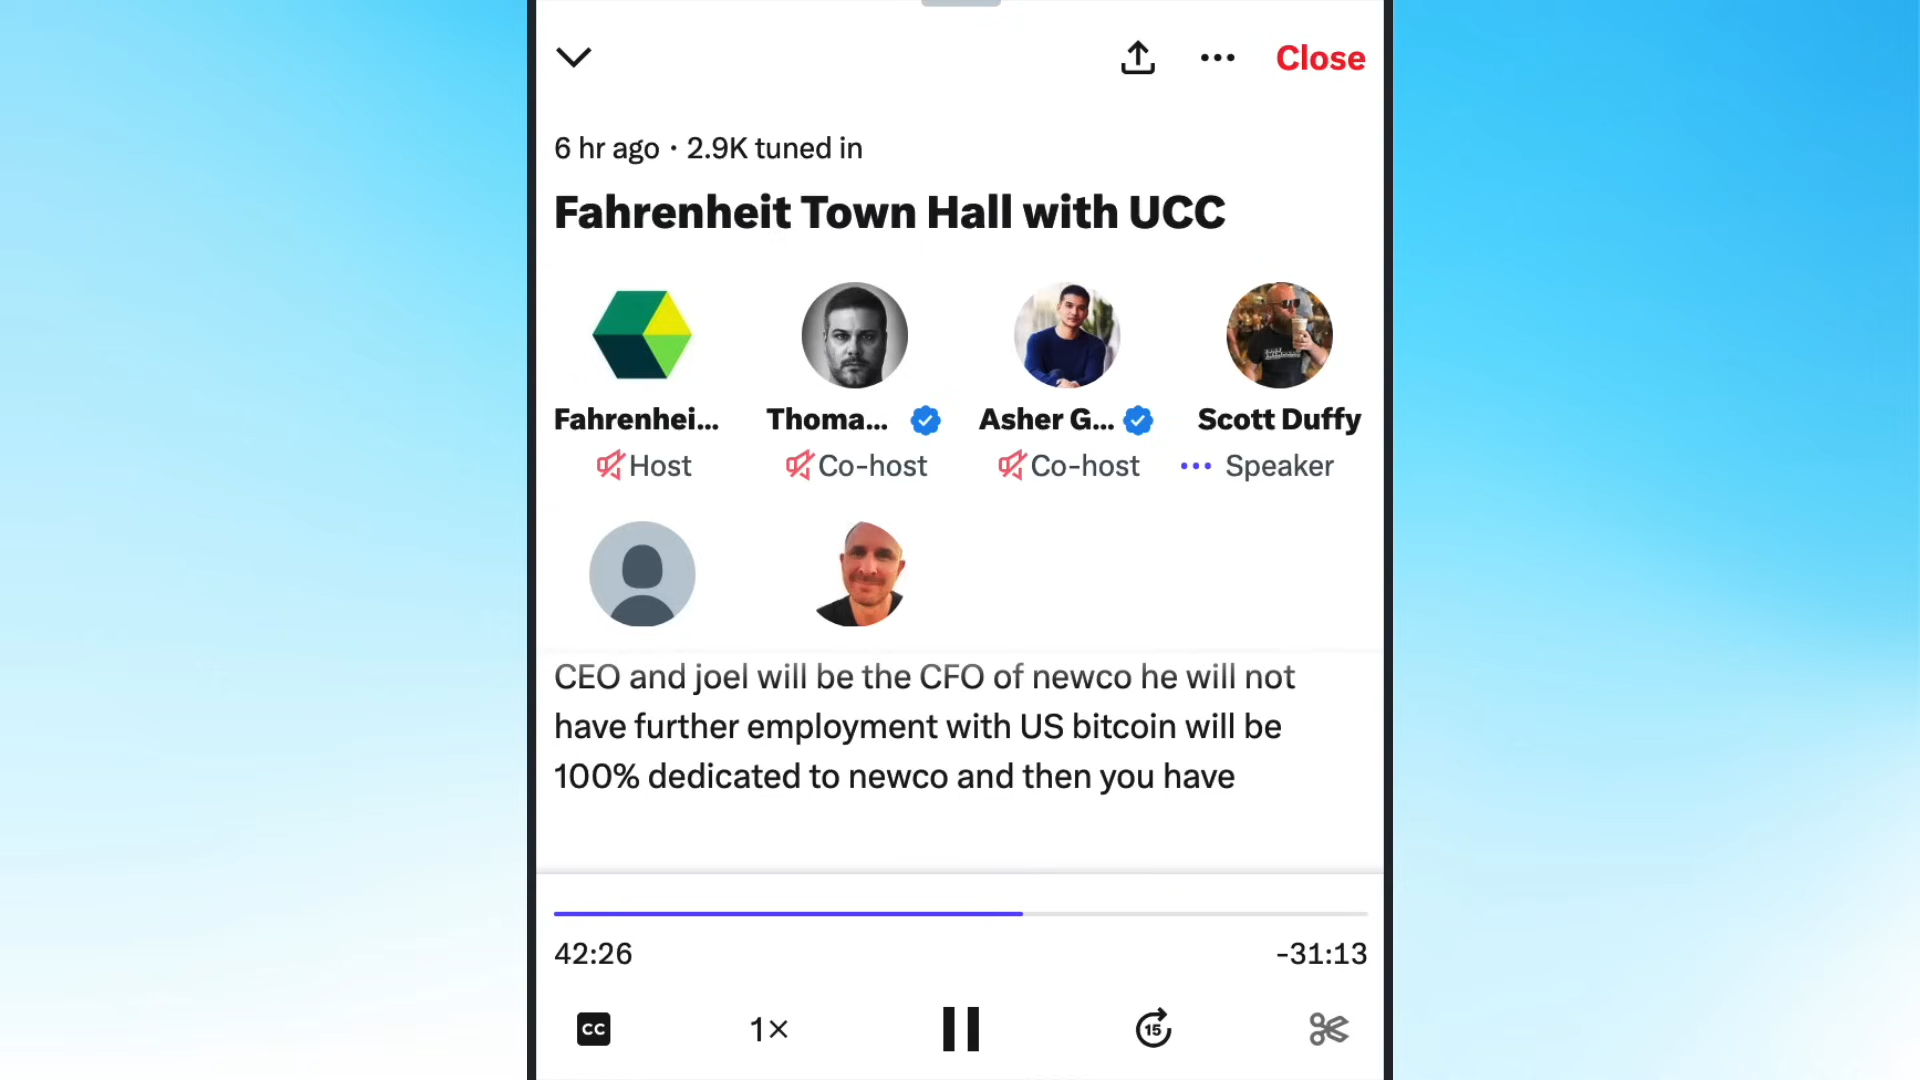 Close
6 hr ago · 2.9K tuned in
Fahrenheit Town Hall with UCC
Fahrenhei... Thoma... Asher G... Scott Duffy
Host Co-host Co-host Speaker
CEO and joel will be the CFO of newco he will not
have further employment with US bitcoin will be
100% dedicated to newco and then you have
42:26 -31:13
CC 1× 15